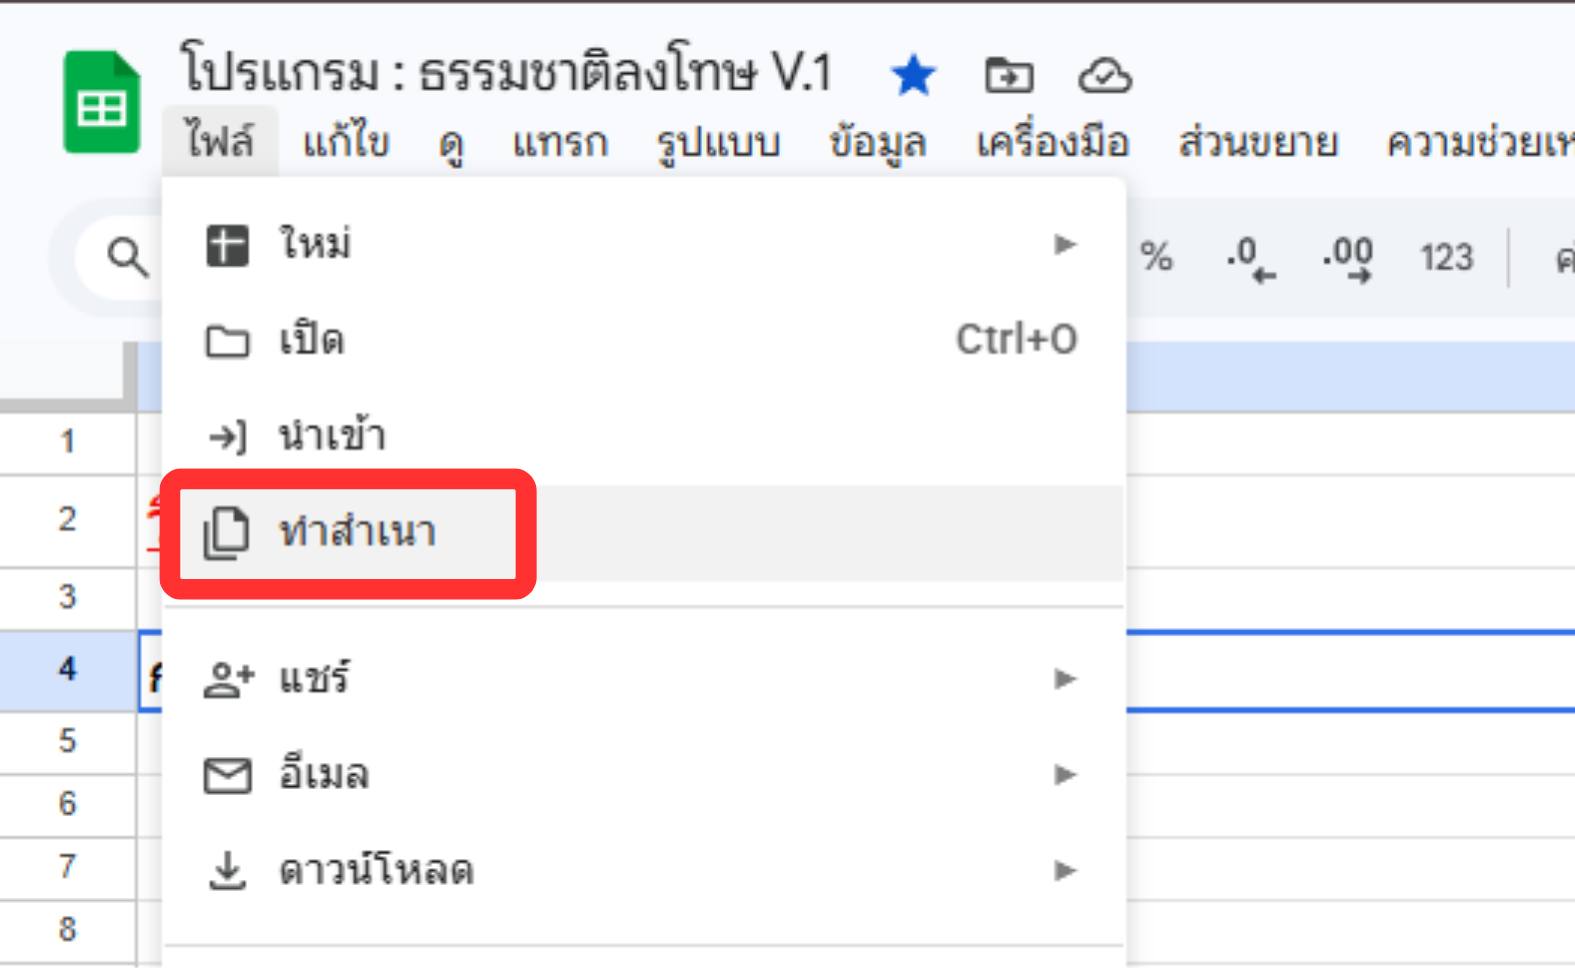 โปรแกรม : ธรรมชาติลงโทษ V.1
ไฟล์ แก้ไข ดู แทรก รูปแบบ ข้อมูล เครื่องมือ ส่วนขยาย
ใหม่
% .0 .00 123
เปิด Ctrl+O
นำเข้า
1
ทำสำเนา
2
3
แชร์
4
5
อีเมล
6
ดาวน์โหลด
7
8